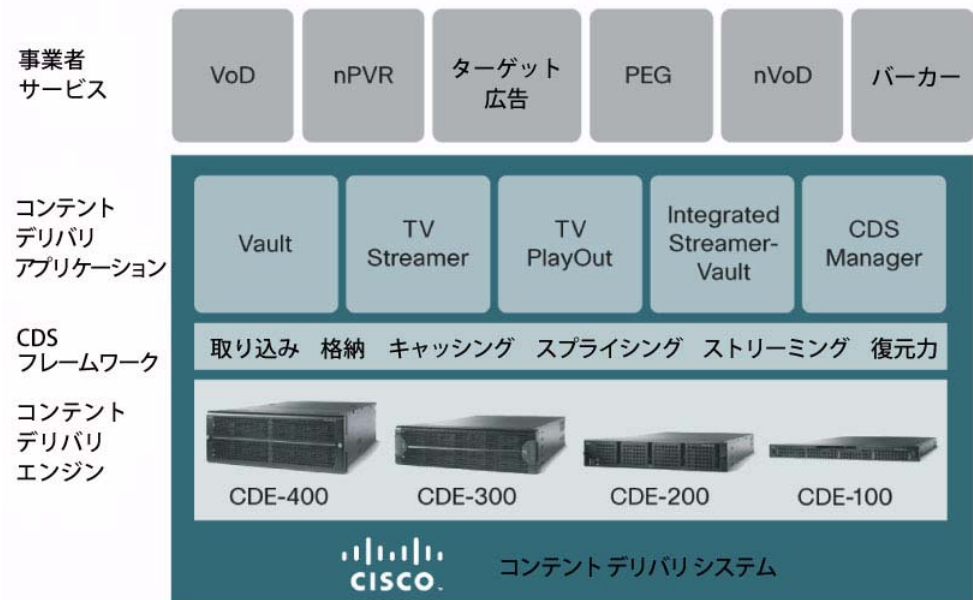 事業者
サービス
VoD
nPVR
ターゲット
広告
PEG
nVoD
バーカー
コンテント
デリバリ
アプリケーション
Vault
TV
Streamer
TV
PlayOut
Integrated
Streamer-
Vault
CDS
Manager
CDS
フレームワーク
取り込み 格納 キャッシング スプライシング ストリーミング 復元力
コンテント
デリバリ
エンジン
CDE-400
CDE-300
CDE-200
CDE-100
CISCO.
コンテント デリバリ システム